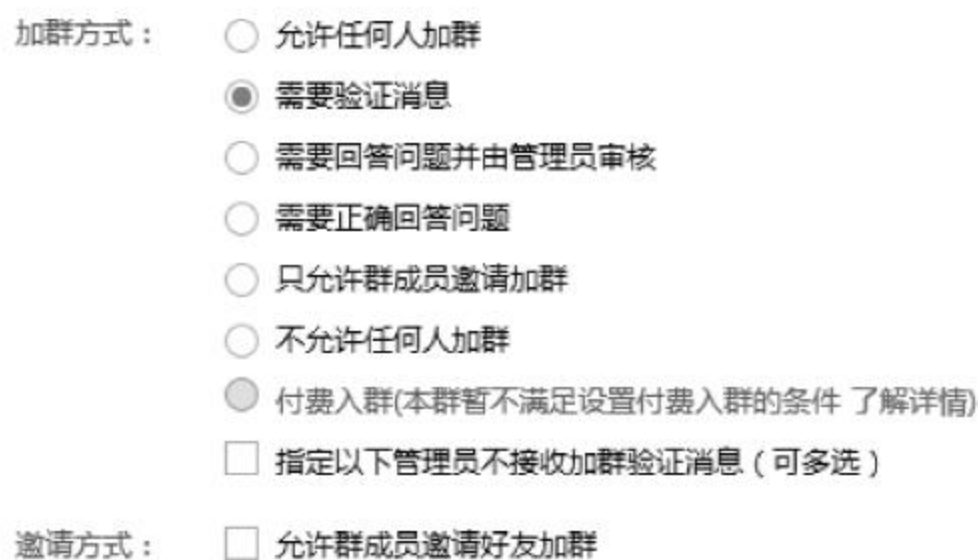 加群方式： 允许任何人加群
需要验证消息
需要回答问题并由管理员审核
需要正确回答问题
只允许群成员邀请加群
不允许任何人加群
付费入群(本群暂不满足设置付费入群的条件 了解详情)
指定以下管理员不接收加群验证消息（可多选）
邀请方式： 允许群成员邀请好友加群